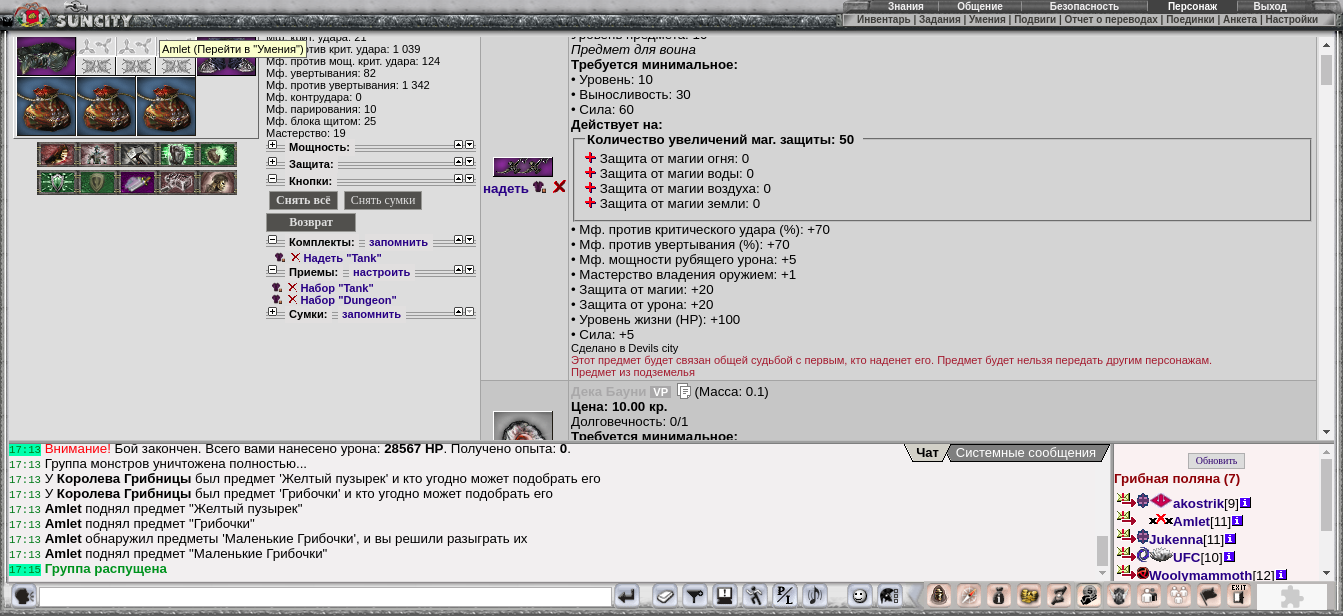 SUNCITY
Знания Общение Безопасность Персонаж Выход
Инвентарь | Задания | Умения | Подвиги | Отчет о переводах | Поединки | Анкета | Настройки
Amlet (Перейти в "Умения")
Мф. крит. удара: 21
отив крит. удара: 1 039
Мф. против мощ. крит. удара: 124
Мф. увертывания: 82
Мф. против увертывания: 1 342
Мф. контрудара: 0
Мф. парирования: 10
Мф. блока щитом: 25
Мастерство: 19
Мощность:
Защита:
Кнопки:
Снять всё Снять сумки
Возврат
Комплекты: запомнить
Надеть "Tank"
Приемы: настроить
Набор "Tank"
Набор "Dungeon"
Сумки: запомнить
надеть
Уровень предмета: 10
Предмет для воина
Требуется минимальное:
• Уровень: 10
• Выносливость: 30
• Сила: 60
Действует на:
Количество увеличений маг. защиты: 50
Защита от магии огня: 0
Защита от магии воды: 0
Защита от магии воздуха: 0
Защита от магии земли: 0
• Мф. против критического удара (%): +70
• Мф. против увертывания (%): +70
• Мф. мощности рубящего урона: +5
• Мастерство владения оружием: +1
• Защита от магии: +20
• Защита от урона: +20
• Уровень жизни (HP): +100
• Сила: +5
Сделано в Devils city
Этот предмет будет связан общей судьбой с первым, кто наденет его. Предмет будет нельзя передать другим персонажам.
Предмет из подземелья
Дека Бауни VP (Масса: 0.1)
Цена: 10.00 кр.
Долговечность: 0/1
Требуется минимальное:
17:13 Внимание! Бой закончен. Всего вами нанесено урона: 28567 HP. Получено опыта: 0.
17:13 Группа монстров уничтожена полностью...
17:13 У Королева Грибницы был предмет 'Желтый пузырек' и кто угодно может подобрать его
17:13 У Королева Грибницы был предмет 'Грибочки' и кто угодно может подобрать его
17:13 Amlet поднял предмет "Желтый пузырек"
17:13 Amlet поднял предмет "Грибочки"
17:13 Amlet обнаружил предметы 'Маленькие Грибочки', и вы решили разыграть их
17:13 Amlet поднял предмет "Маленькие Грибочки"
17:15 Группа распущена
Чат Системные сообщения
Обновить
Грибная поляна (7)
akostrik[9]
Amlet[11]
Jukenna[11]
UFC[10]
Woolymammoth[12]
P/L
EXIT